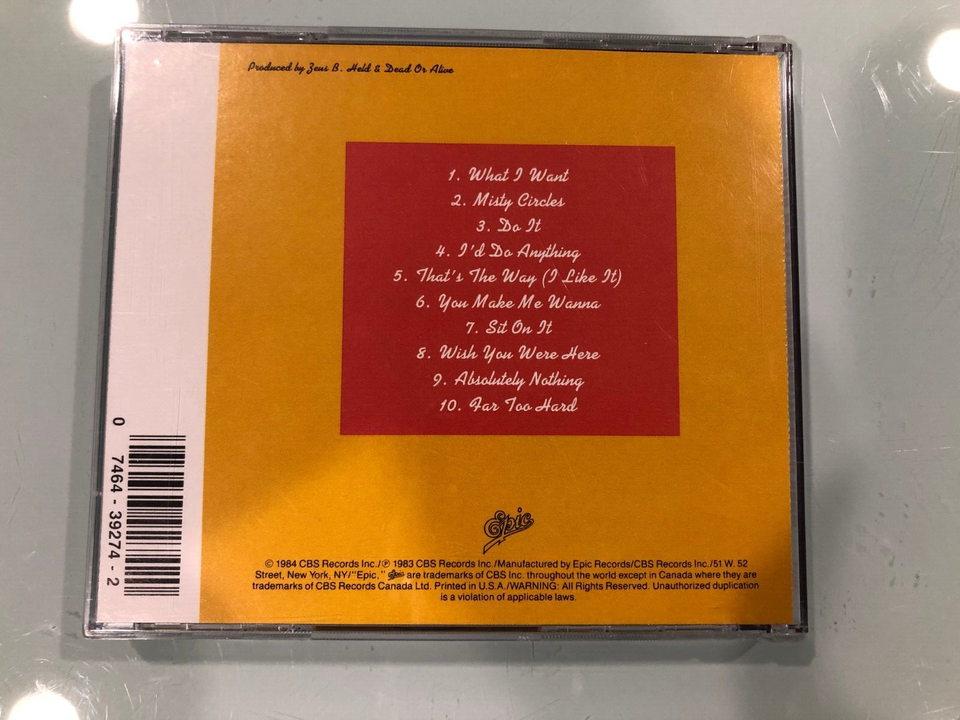 Produced by Zeus B. Held & Dead Or Alive
1. What I Want
2. Misty Circles
3. Do It
4. I'd Do Anything
5. That's The Way (I Like It)
6. You Make Me Wanna
7. Sit On It
8. Wish You Were Here
9. Absolutely Nothing
10. Far Too Hard
0 7464 - 39274 - 2
Epic
© 1984 CBS Records Inc./℗ 1983 CBS Records Inc./Manufactured by Epic Records/CBS Records Inc./51 W. 52
Street, New York, NY/"Epic," Epic are trademarks of CBS Inc. throughout the world except in Canada where they are
trademarks of CBS Records Canada Ltd. Printed in U.S.A./WARNING: All Rights Reserved. Unauthorized duplication
is a violation of applicable laws.